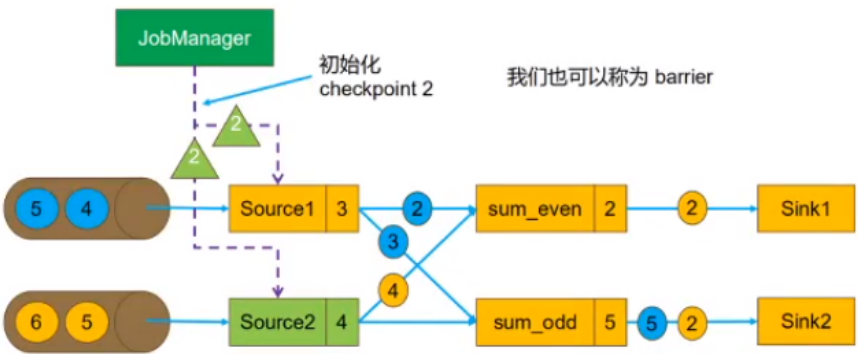 JobManager
初始化
checkpoint 2
我们也可以称为 barrier
2
2
5 4
Source1 3
2
sum_even 2
2
Sink1
3
4
6 5
Source2 4
sum_odd 5
5 2
Sink2